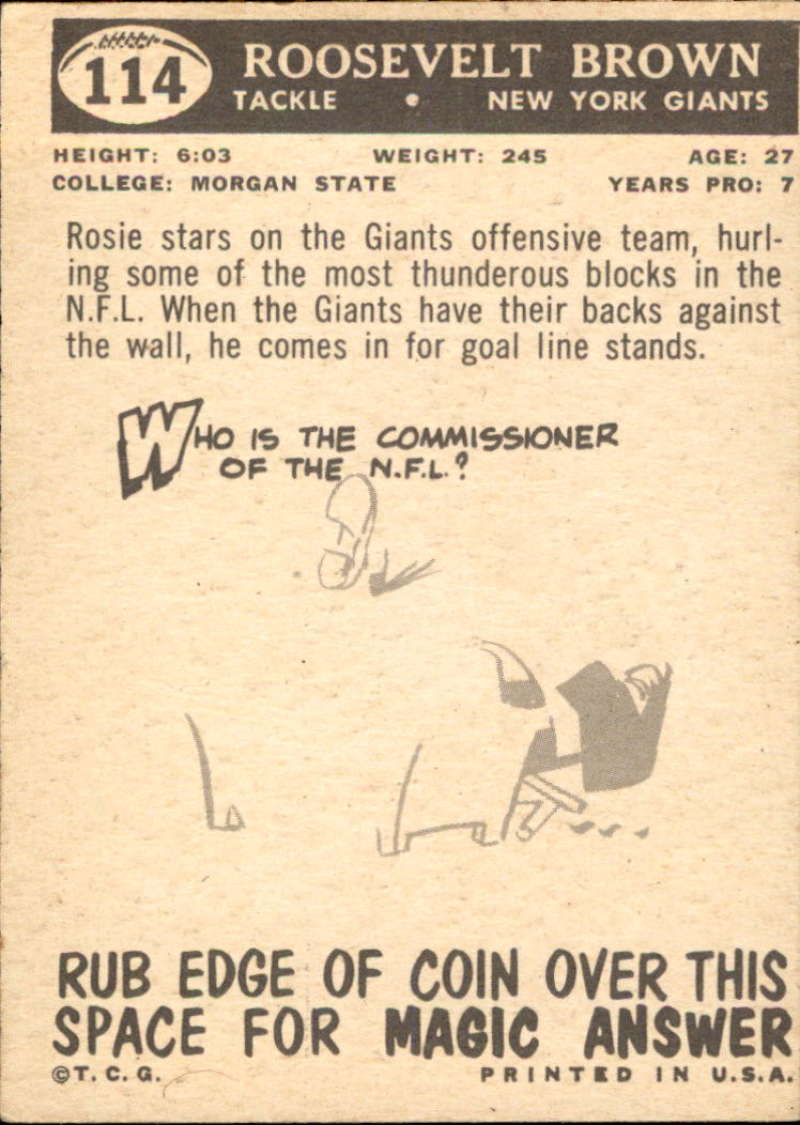 114 ROOSEVELT BROWN
TACKLE • NEW YORK GIANTS
HEIGHT: 6:03 WEIGHT: 245 AGE: 27
COLLEGE: MORGAN STATE YEARS PRO: 7
Rosie stars on the Giants offensive team, hurl-
ing some of the most thunderous blocks in the
N.F.L. When the Giants have their backs against
the wall, he comes in for goal line stands.
WHO IS THE COMMISSIONER
OF THE N.F.L.?
RUB EDGE OF COIN OVER THIS
SPACE FOR MAGIC ANSWER
©T.C.G. PRINTED IN U.S.A.